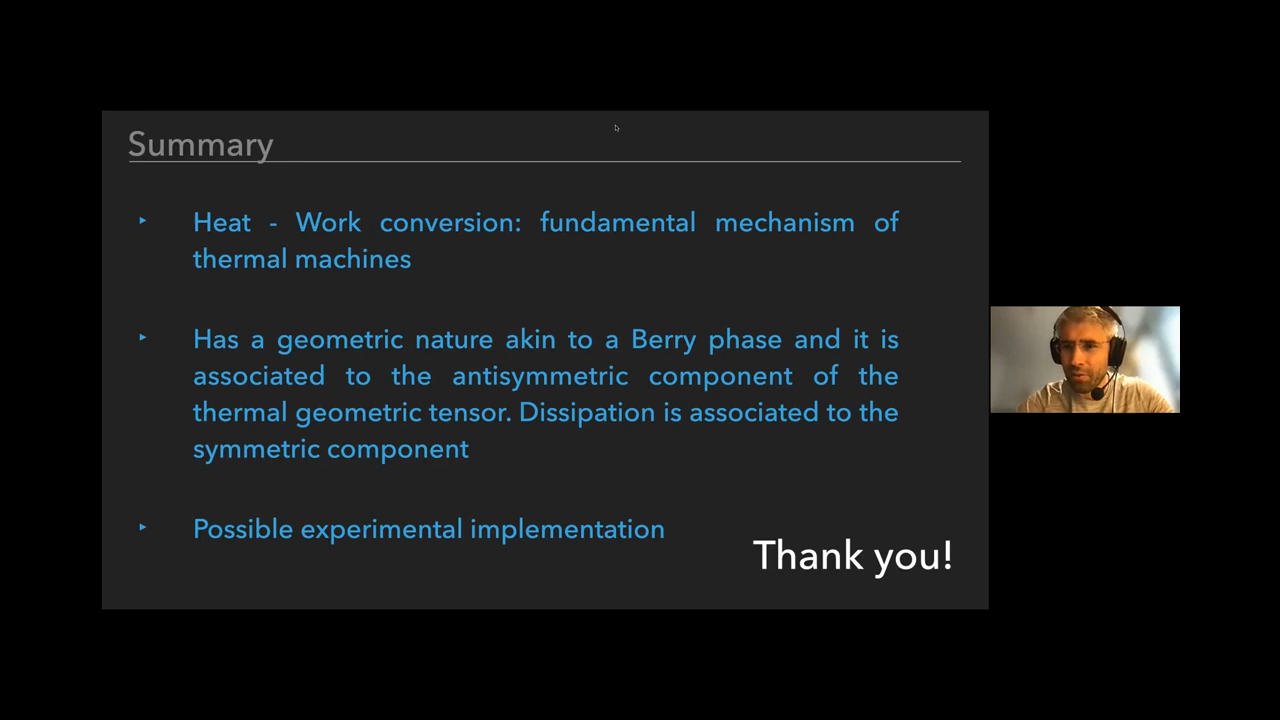 Summary
‣ Heat - Work conversion: fundamental mechanism of
thermal machines
‣ Has a geometric nature akin to a Berry phase and it is
associated to the antisymmetric component of the
thermal geometric tensor. Dissipation is associated to the
symmetric component
‣ Possible experimental implementation
Thank you!